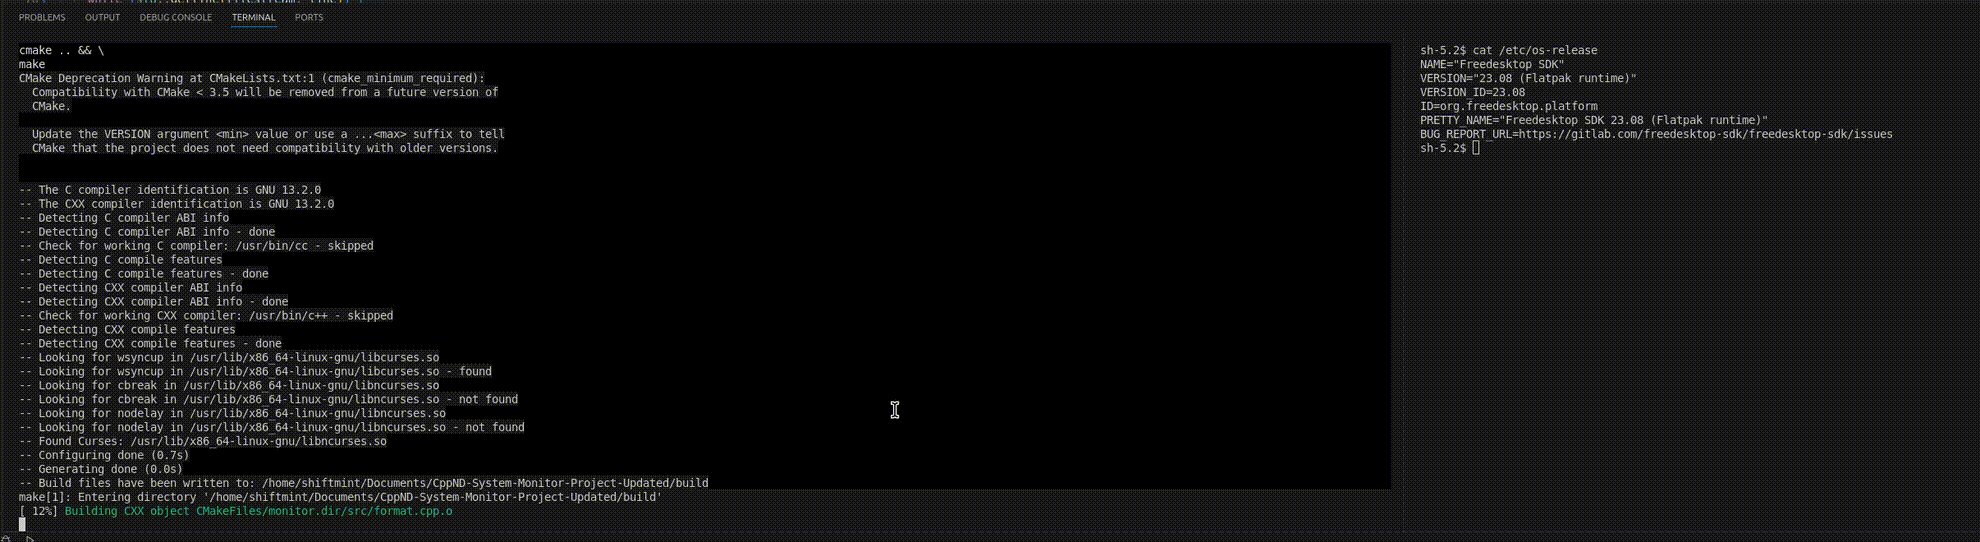 PROBLEMS OUTPUT DEBUG CONSOLE TERMINAL PORTS
cmake .. && \
make
CMake Deprecation Warning at CMakeLists.txt:1 (cmake_minimum_required):
  Compatibility with CMake < 3.5 will be removed from a future version of
  CMake.
  Update the VERSION argument <min> value or use a ...<max> suffix to tell
  CMake that the project does not need compatibility with older versions.
-- The C compiler identification is GNU 13.2.0
-- The CXX compiler identification is GNU 13.2.0
-- Detecting C compiler ABI info
-- Detecting C compiler ABI info - done
-- Check for working C compiler: /usr/bin/cc - skipped
-- Detecting C compile features
-- Detecting C compile features - done
-- Detecting CXX compiler ABI info
-- Detecting CXX compiler ABI info - done
-- Check for working CXX compiler: /usr/bin/c++ - skipped
-- Detecting CXX compile features
-- Detecting CXX compile features - done
-- Looking for wsyncup in /usr/lib/x86_64-linux-gnu/libcurses.so
-- Looking for wsyncup in /usr/lib/x86_64-linux-gnu/libcurses.so - found
-- Looking for cbreak in /usr/lib/x86_64-linux-gnu/libncurses.so
-- Looking for cbreak in /usr/lib/x86_64-linux-gnu/libncurses.so - not found
-- Looking for nodelay in /usr/lib/x86_64-linux-gnu/libncurses.so
-- Looking for nodelay in /usr/lib/x86_64-linux-gnu/libncurses.so - not found
-- Found Curses: /usr/lib/x86_64-linux-gnu/libncurses.so
-- Configuring done (0.7s)
-- Generating done (0.0s)
-- Build files have been written to: /home/shiftmint/Documents/CppND-System-Monitor-Project-Updated/build
make[1]: Entering directory '/home/shiftmint/Documents/CppND-System-Monitor-Project-Updated/build'
[ 12%] Building CXX object CMakeFiles/monitor.dir/src/format.cpp.o
sh-5.2$ cat /etc/os-release
NAME="Freedesktop SDK"
VERSION="23.08 (Flatpak runtime)"
VERSION_ID=23.08
ID=org.freedesktop.platform
PRETTY_NAME="Freedesktop SDK 23.08 (Flatpak runtime)"
BUG_REPORT_URL=https://gitlab.com/freedesktop-sdk/freedesktop-sdk/issues
sh-5.2$